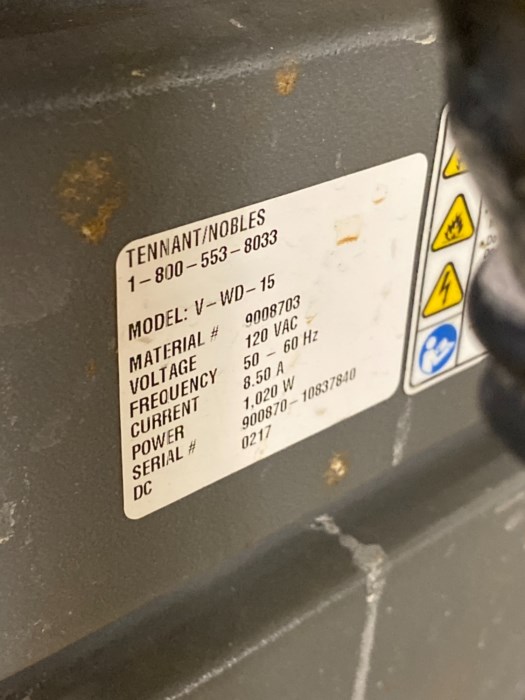 TENNANT/NOBLES
1-800-553-8033
MODEL: V-WD-15
MATERIAL # 9008703
VOLTAGE 120 VAC
FREQUENCY 50 - 60 Hz
CURRENT 8.50 A
POWER 1,020 W
SERIAL # 900870-10837840
DC 0217